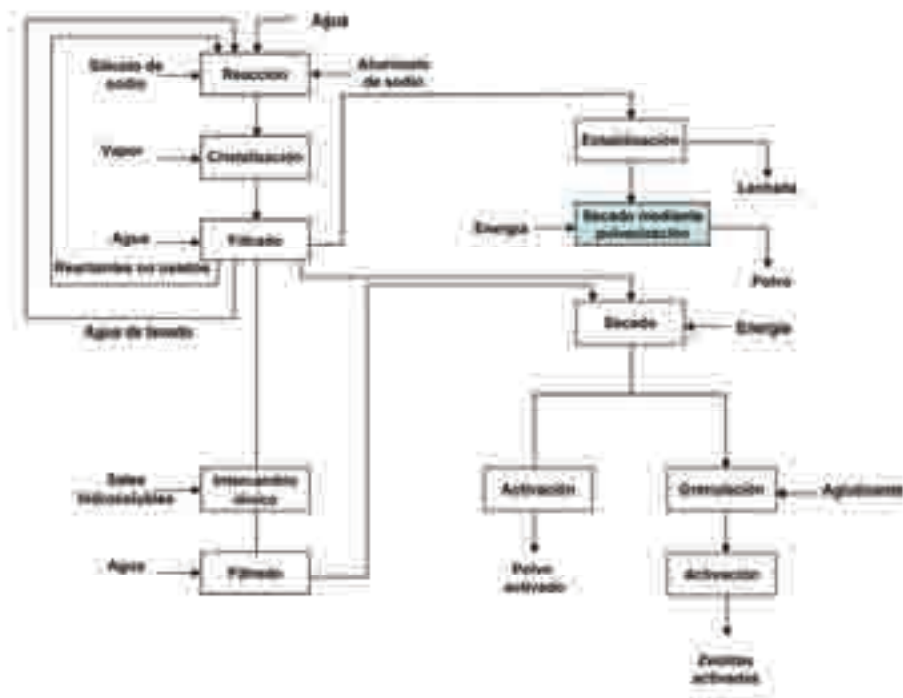 Agua
Silicato de
sodio
Reacción
Aluminato
de sodio
Vapor
Cristalización
Estabilización
Lechada
Agua
Filtrado
Energía
Secado mediante
pulverización
Reactantes no usados
Polvo
Agua de lavado
Secado
Energía
Sales
hidrosolubles
Intercambio
iónico
Activación
Granulación
Aglutinante
Agua
Filtrado
Polvo
activado
Activación
Zeolitas
activadas